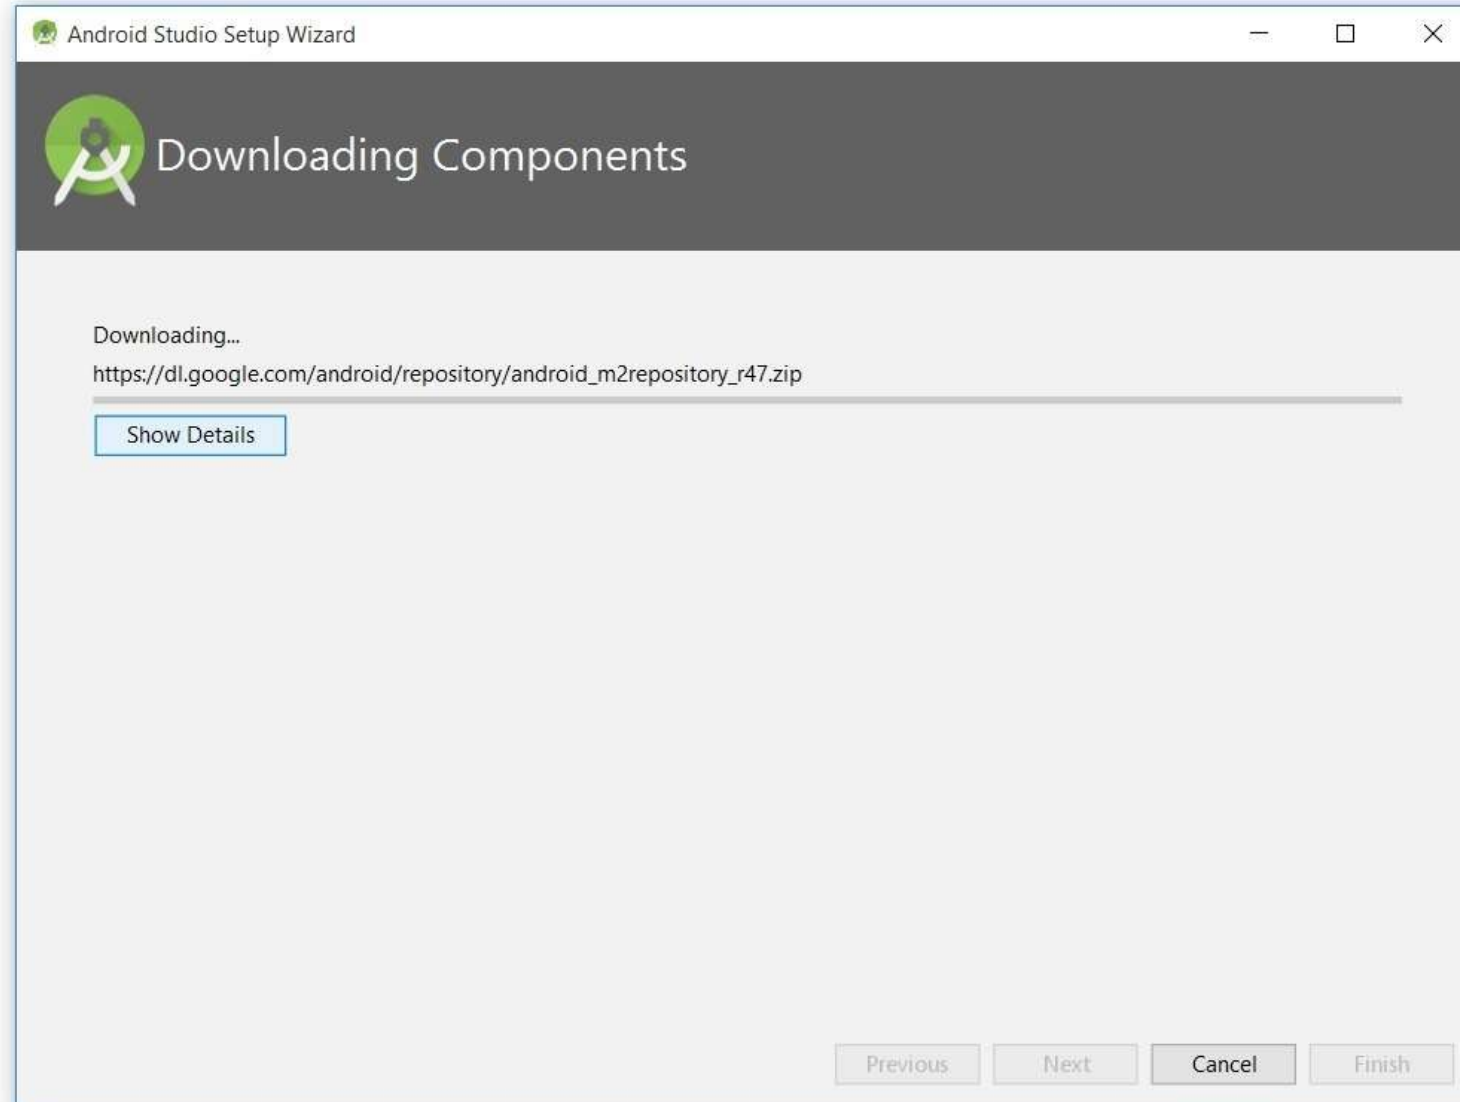 Android Studio Setup Wizard
Downloading Components
Downloading...
https://dl.google.com/android/repository/android_m2repository_r47.zip
Show Details
Previous Next Cancel Finish